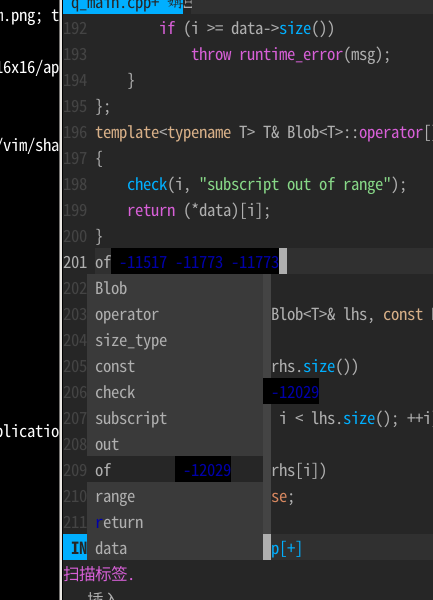 q_main.cpp+
m.png; t
192 if (i >= data->size())
193 throw runtime_error(msg);
16x16/ap
194 }
195 };
196 template<typename T> T& Blob<T>::operator[
/vim/sha
197 {
198 check(i, "subscript out of range");
199 return (*data)[i];
200 }
201 of -11517 -11773 -11773
202 Blob
203 operator Blob<T>& lhs, const
204 size_type
205 const rhs.size())
206 check -12029
207 subscript i < lhs.size(); ++i
208 out
plicatio
209 of -12029 rhs[i])
210 range se;
211 return
IN data p[+]
扫描标签.
插入